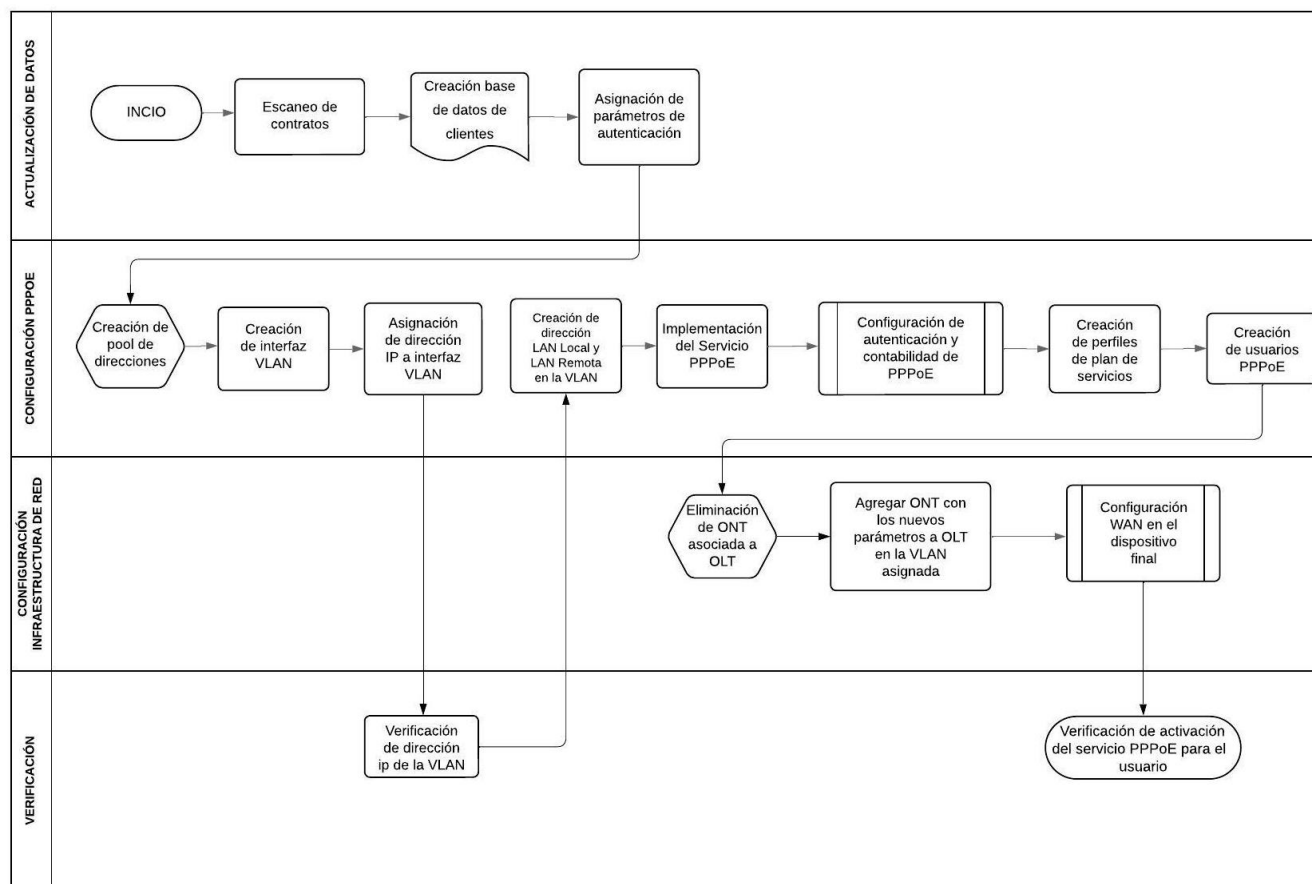 ACTUALIZACIÓN DE DATOS
INCIO
Escaneo de
contratos
Creación base
de datos de
clientes
Asignación de
parámetros de
autenticación
CONFIGURACIÓN PPPOE
Creación de
pool de
direcciones
Creación
de interfaz
VLAN
Asignación
de dirección
IP a interfaz
VLAN
Creación de
dirección
LAN Local y
LAN Remota
en la VLAN
Implementación
del Servicio
PPPoE
Configuración de
autenticación y
contabilidad de
PPPoE
Creación
de perfiles
de plan de
servicios
Creación
de usuarios
PPPoE
CONFIGURACIÓN
INFRAESTRUCTURA DE RED
Eliminación
de ONT
asociada a
OLT
Agregar ONT con
los nuevos
parámetros a OLT
en la VLAN
asignada
Configuración
WAN en el
dispositivo
final
VERIFICACIÓN
Verificación
de dirección
ip de la VLAN
Verificación de activación
del servicio PPPoE para el
usuario